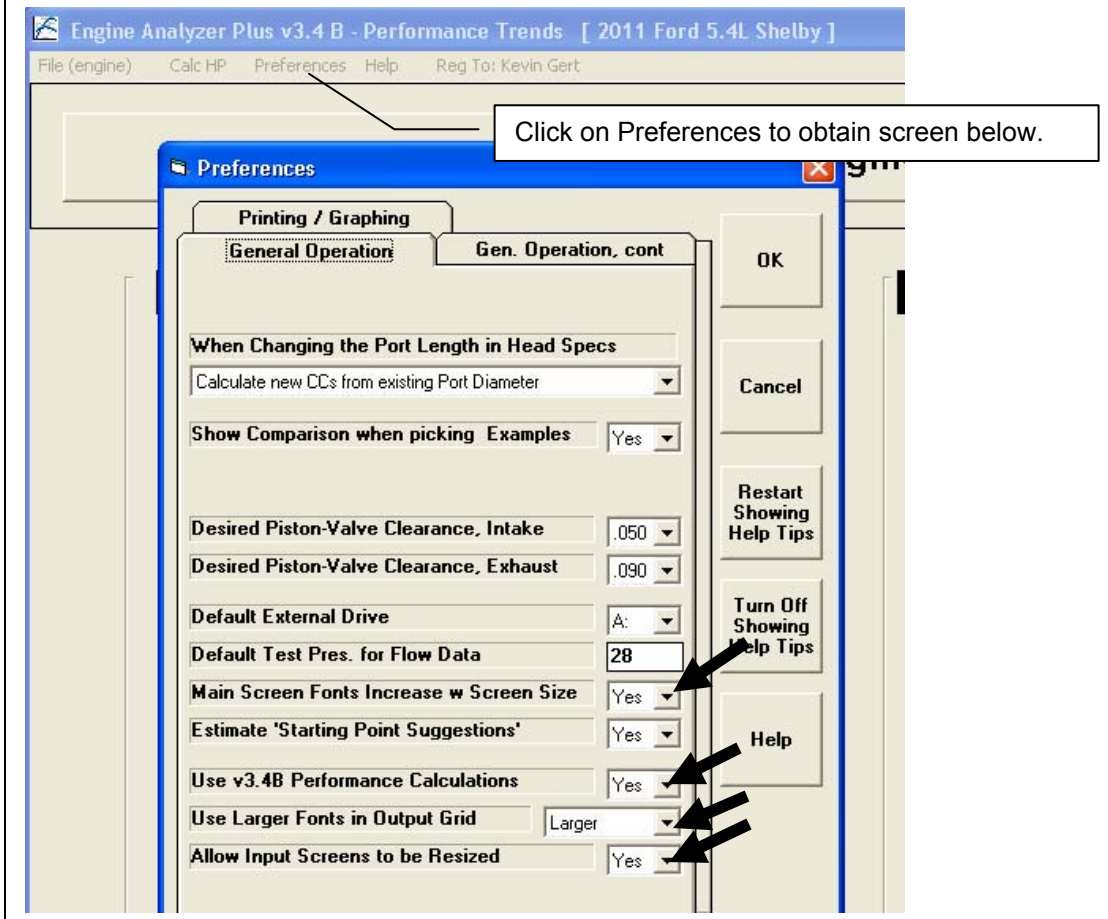 Engine Analyzer Plus v3.4 B - Performance Trends [ 2011 Ford 5.4L Shelby ]
File (engine) Calc HP Preferences Help Reg To: Kevin Gert
Click on Preferences to obtain screen below.
Preferences
Printing / Graphing
General Operation Gen. Operation, cont
OK
When Changing the Port Length in Head Specs
Calculate new CCs from existing Port Diameter
Cancel
Show Comparison when picking Examples Yes
Restart
Showing
Help Tips
Desired Piston-Valve Clearance, Intake .050
Desired Piston-Valve Clearance, Exhaust .090
Turn Off
Showing
Help Tips
Default External Drive A:
Default Test Pres. for Flow Data 28
Main Screen Fonts Increase w Screen Size Yes
Estimate 'Starting Point Suggestions' Yes
Help
Use v3.4B Performance Calculations Yes
Use Larger Fonts in Output Grid Larger
Allow Input Screens to be Resized Yes